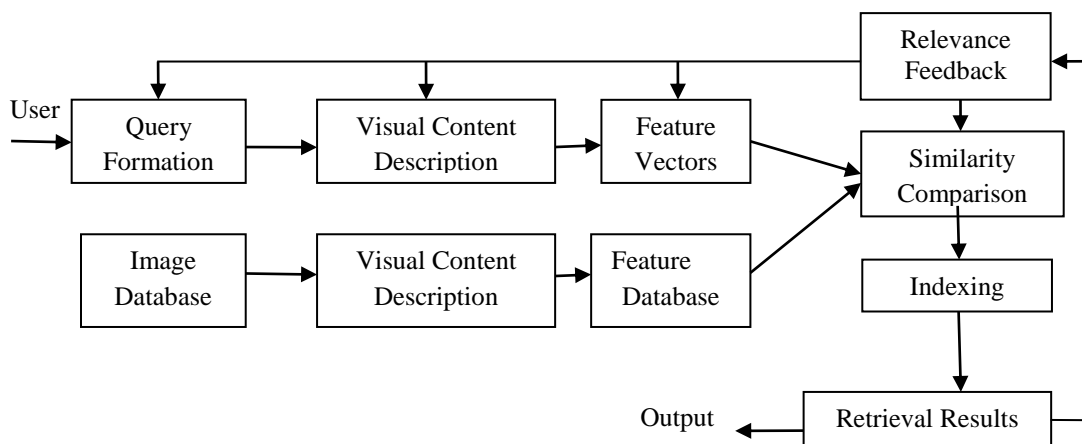 Relevance
Feedback
User
Query
Formation
Visual Content
Description
Feature
Vectors
Similarity
Comparison
Image
Database
Visual Content
Description
Feature
Database
Indexing
Output
Retrieval Results